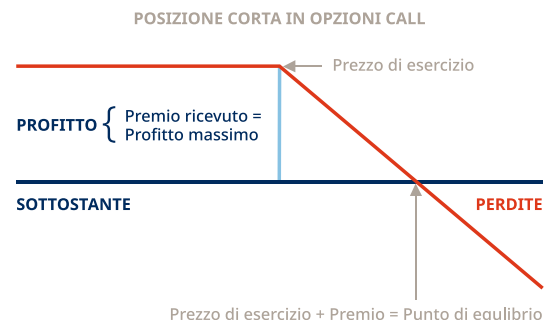 POSIZIONE CORTA IN OPZIONI CALL
Prezzo di esercizio
PROFITTO
Premio ricevuto =
Profitto massimo
SOTTOSTANTE
PERDITE
Prezzo di esercizio + Premio = Punto di equlibrio